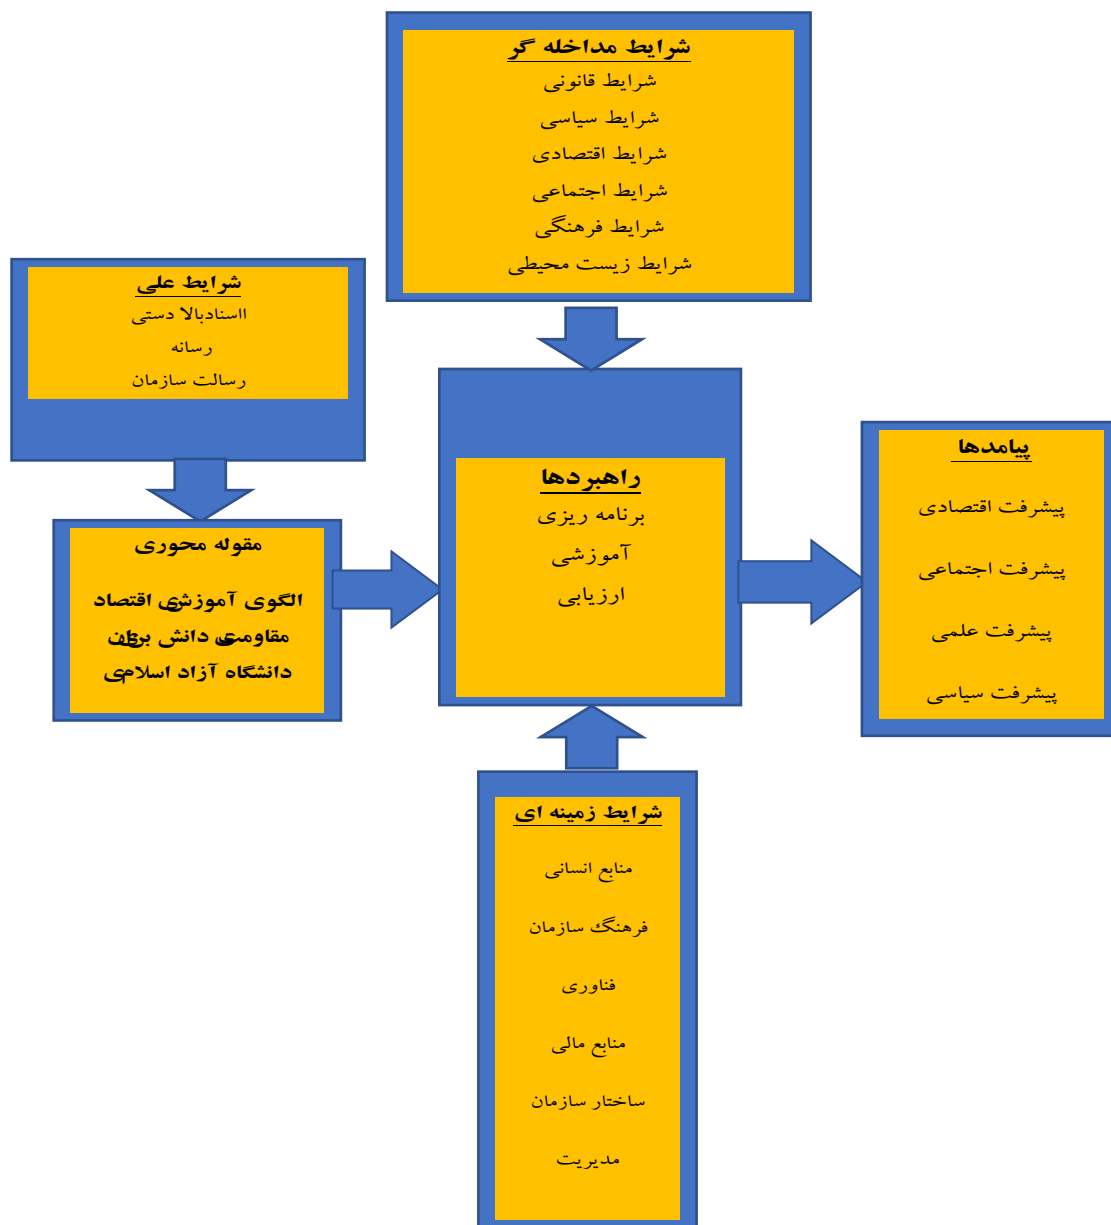 شرایط مداخله گر
شرایط قانونی
شرایط سیاسی
شرایط اقتصادی
شرایط اجتماعی
شرایط فرهنگی
شرایط زیست محیطی
شرایط علی
ااسنادبالا دستی
رسانه
رسالت سازمان
مقوله محوری
الگوی آموزشی اقتصاد
مقاومتی دانش
دانشگاه آزاد اسلامی
راهبردها
برنامه ریزی
آموزشی
ارزیابی
پیامدها
پیشرفت اقتصادی
پیشرفت اجتماعی
پیشرفت علمی
پیشرفت سیاسی
شرایط زمینه ای
منابع انسانی
فرهنگ سازمان
فناوری
منابع مالی
ساختار سازمان
مدیریت